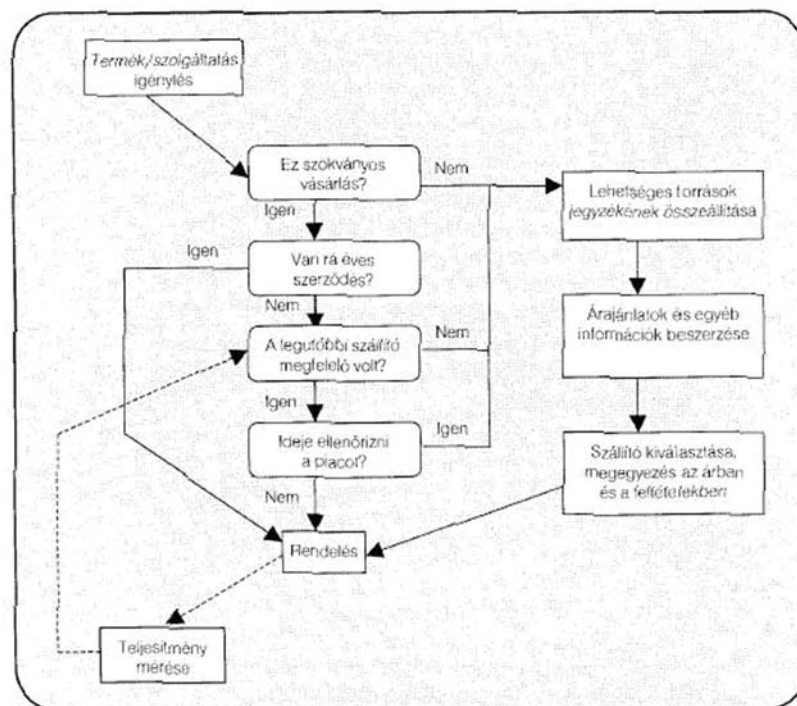 Termék/szolgáltatás
igénylés
Ez szokványos
vásárlás?
Nem
Igen
Lehetséges források
jegyzékének összeállítása
Igen
Van rá éves
szerződés?
Nem
Árajánlatok és egyéb
információk beszerzése
A legutóbbi szállító
megfelelő volt?
Nem
Igen
Ideje ellenőrizni
a piacot?
Igen
Nem
Szállító kiválasztása,
megegyezés az árban
és a feltételekben
Rendelés
Teljesítmény
mérése